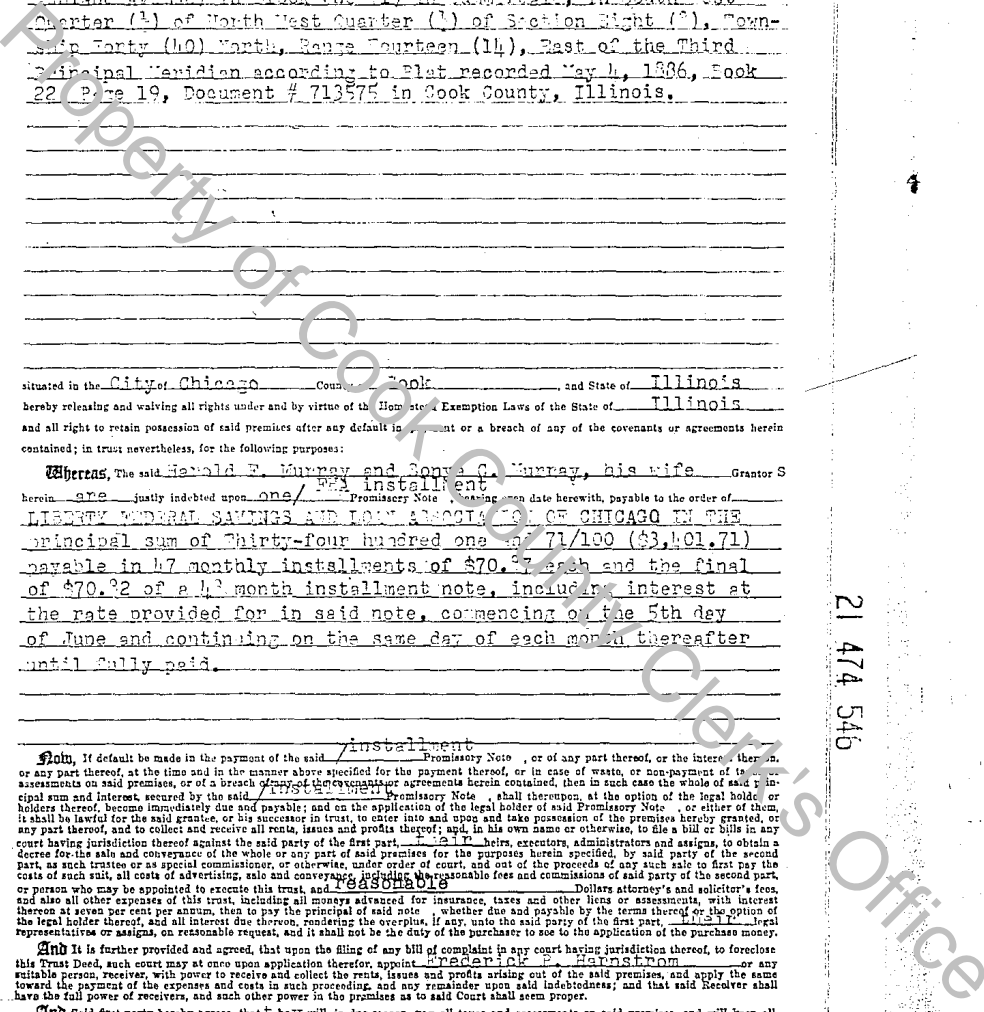 Quarter (¼) of North West Quarter (¼) of Section Eight (8), Town-
ship Forty (40) North, Range Fourteen (14), East of the Third
Principal Meridian according to Plat recorded May 4, 1886, Book
22 Page 19, Document # 713575 in Cook County, Illinois.
situated in the City of Chicago County Cook, and State of Illinois
hereby releasing and waiving all rights under and by virtue of the Homestead Exemption Laws of the State of Illinois
and all right to retain possession of said premises after any default in payment or a breach of any of the covenants or agreements herein
contained; in trust nevertheless, for the following purposes:
Whereas, The said Harold F. Murray and Sonya C. Murray, his wife Grantor S
FHA installment
herein are justly indebted upon one/ Promissory Note , bearing even date herewith, payable to the order of
LIBERTY FEDERAL SAVINGS AND LOAN ASSOCIATION OF CHICAGO IN THE
principal sum of Thirty-four hundred one and 71/100 ($3,401.71)
payable in 47 monthly installments of $70. each and the final
of $70. of a month installment note, including interest at
the rate provided for in said note, commencing on the 5th day
of June and continuing on the same day of each month thereafter
until fully paid.
/installment
Now, If default be made in the payment of the said Promissory Note , or of any part thereof, or the interest thereon,
or any part thereof, at the time and in the manner above specified for the payment thereof, or in case of waste, or non-payment of taxes or
assessments on said premises, or of a breach of any of the covenants or agreements herein contained, then in such case the whole of said prin-
cipal sum and interest, secured by the said /installment Promissory Note , shall thereupon, at the option of the legal holder or
holders thereof, become immediately due and payable; and on the application of the legal holder of said Promissory Note , or either of them,
it shall be lawful for the said grantee, or his successor in trust, to enter into and upon and take possession of the premises hereby granted, or
any part thereof, and to collect and receive all rents, issues and profits thereof; and, in his own name or otherwise, to file a bill or bills in any
court having jurisdiction thereof against the said party of the first part, their heirs, executors, administrators and assigns, to obtain a
decree for the sale and conveyance of the whole or any part of said premises for the purposes herein specified, by said party of the second
part, as such trustee or as special commissioner, or otherwise, under order of court, and out of the proceeds of any such sale to first pay the
costs of such suit, all costs of advertising, sale and conveyance, including the reasonable fees and commissions of said party of the second part,
or person who may be appointed to execute this trust, and reasonable Dollars attorney's and solicitor's fees,
and also all other expenses of this trust, including all moneys advanced for insurance, taxes and other liens or assessments, with interest
thereon at seven per cent per annum, then to pay the principal of said note , whether due and payable by the terms thereof or the option of
the legal holder thereof, and all interest due thereon, rendering the overplus, if any, unto the said party of the first part, their legal
representatives or assigns, on reasonable request, and it shall not be the duty of the purchaser to see to the application of the purchase money.
And It is further provided and agreed, that upon the filing of any bill of complaint in any court having jurisdiction thereof, to foreclose
this Trust Deed, such court may at once upon application therefor, appoint Frederick P. Harnstrom or any
suitable person, receiver, with power to receive and collect the rents, issues and profits arising out of the said premises, and apply the same
toward the payment of the expenses and costs in such proceeding, and any remainder upon said indebtedness; and that said Receiver shall
have the full power of receivers, and such other power in the premises as to said Court shall seem proper.
21 474 546
Property of Cook County Clerk's Office